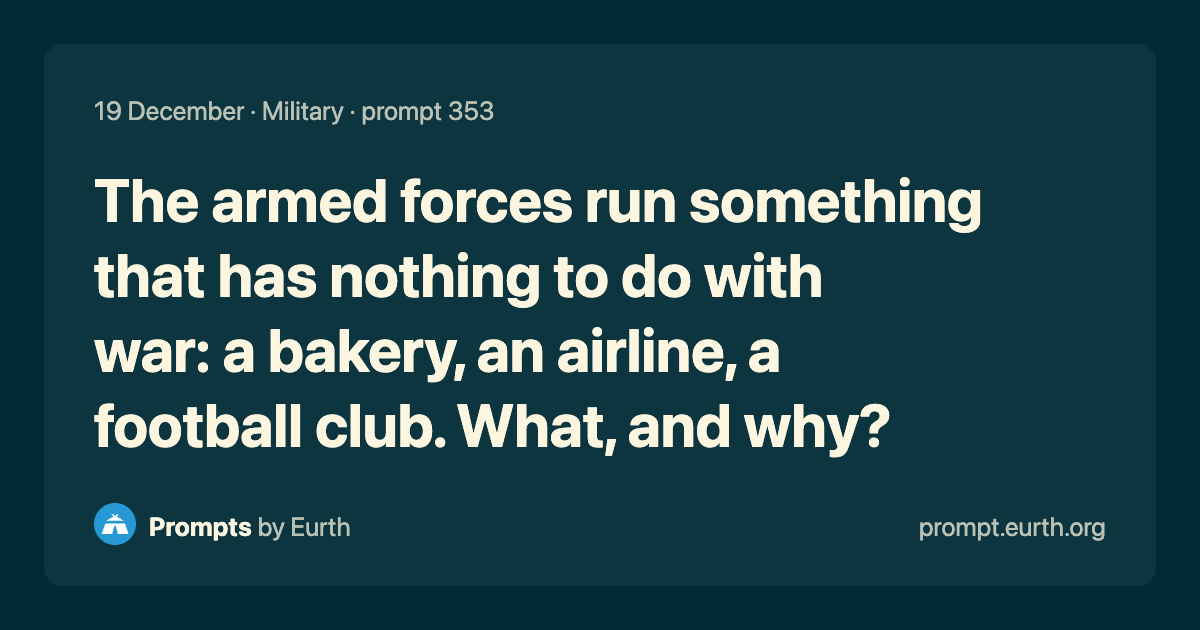 19 December · Military · prompt 353
The armed forces run something
that has nothing to do with
war: a bakery, an airline, a
football club. What, and why?
Prompts by Eurth
prompt.eurth.org